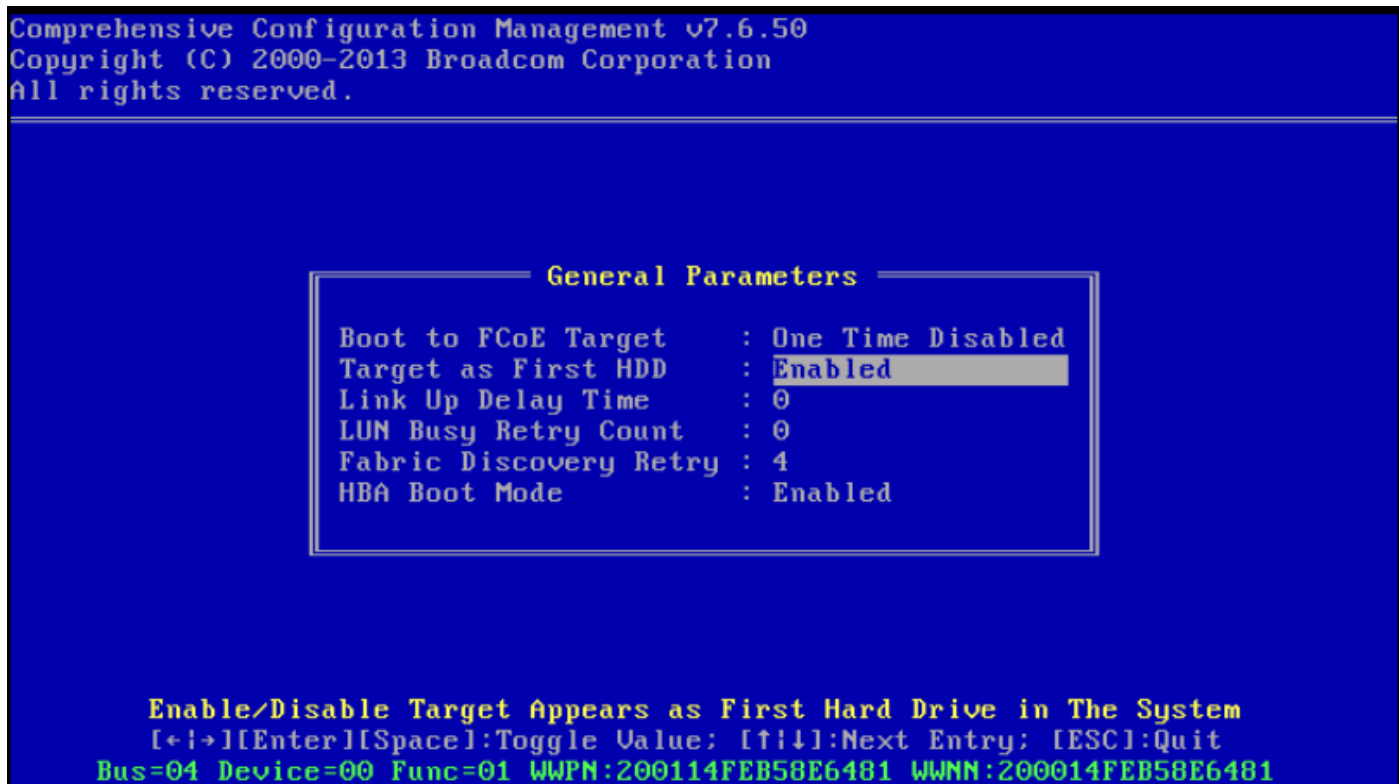 Comprehensive Configuration Management v7.6.50
Copyright (C) 2000-2013 Broadcom Corporation
All rights reserved.
General Parameters
Boot to FCoE Target : One Time Disabled
Target as First HDD : Enabled
Link Up Delay Time : 0
LUN Busy Retry Count : 0
Fabric Discovery Retry : 4
HBA Boot Mode : Enabled
Enable/Disable Target Appears as First Hard Drive in The System
[←¦→][Enter][Space]:Toggle Value; [↑¦↓]:Next Entry; [ESC]:Quit
Bus=04 Device=00 Func=01 WWPN:200114FEB58E6481 WWNN:200014FEB58E6481